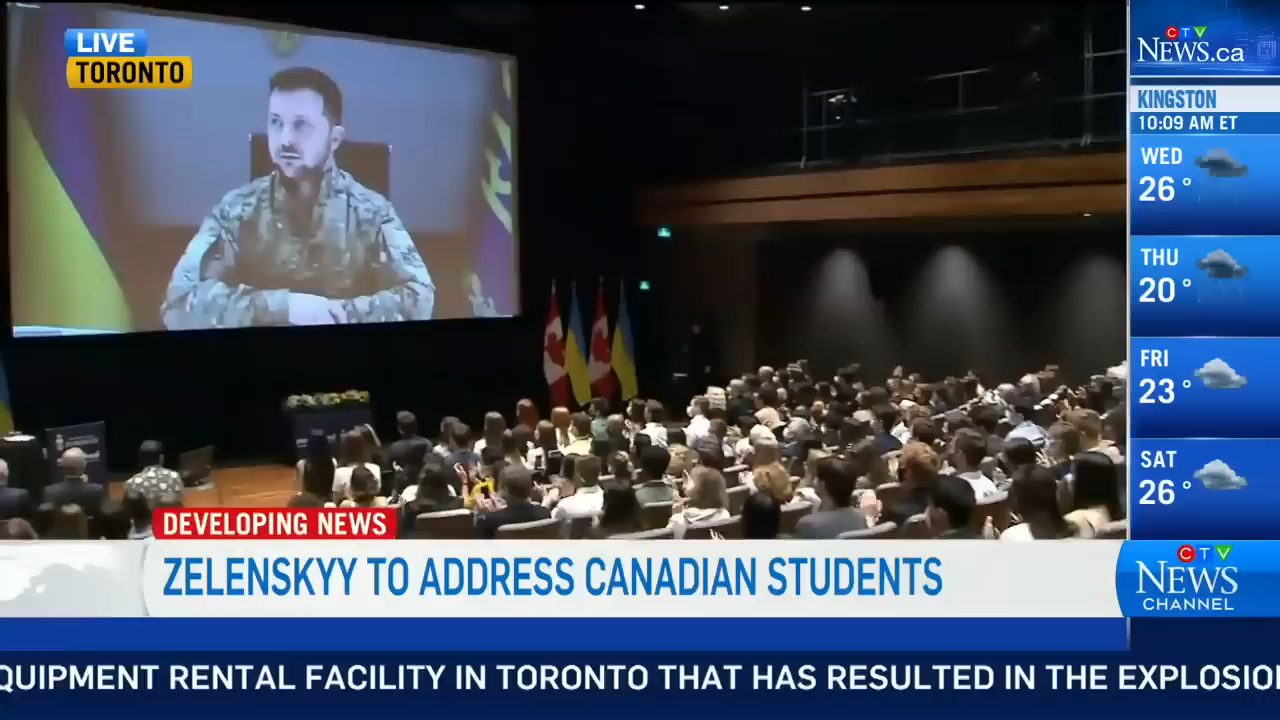 LIVE
TORONTO
CTV
NEWS.ca
KINGSTON
10:09 AM ET
WED
26°
THU
20°
FRI
23°
SAT
26°
DEVELOPING NEWS
ZELENSKYY TO ADDRESS CANADIAN STUDENTS
CTV
NEWS
CHANNEL
QUIPMENT RENTAL FACILITY IN TORONTO THAT HAS RESULTED IN THE EXPLOSIO